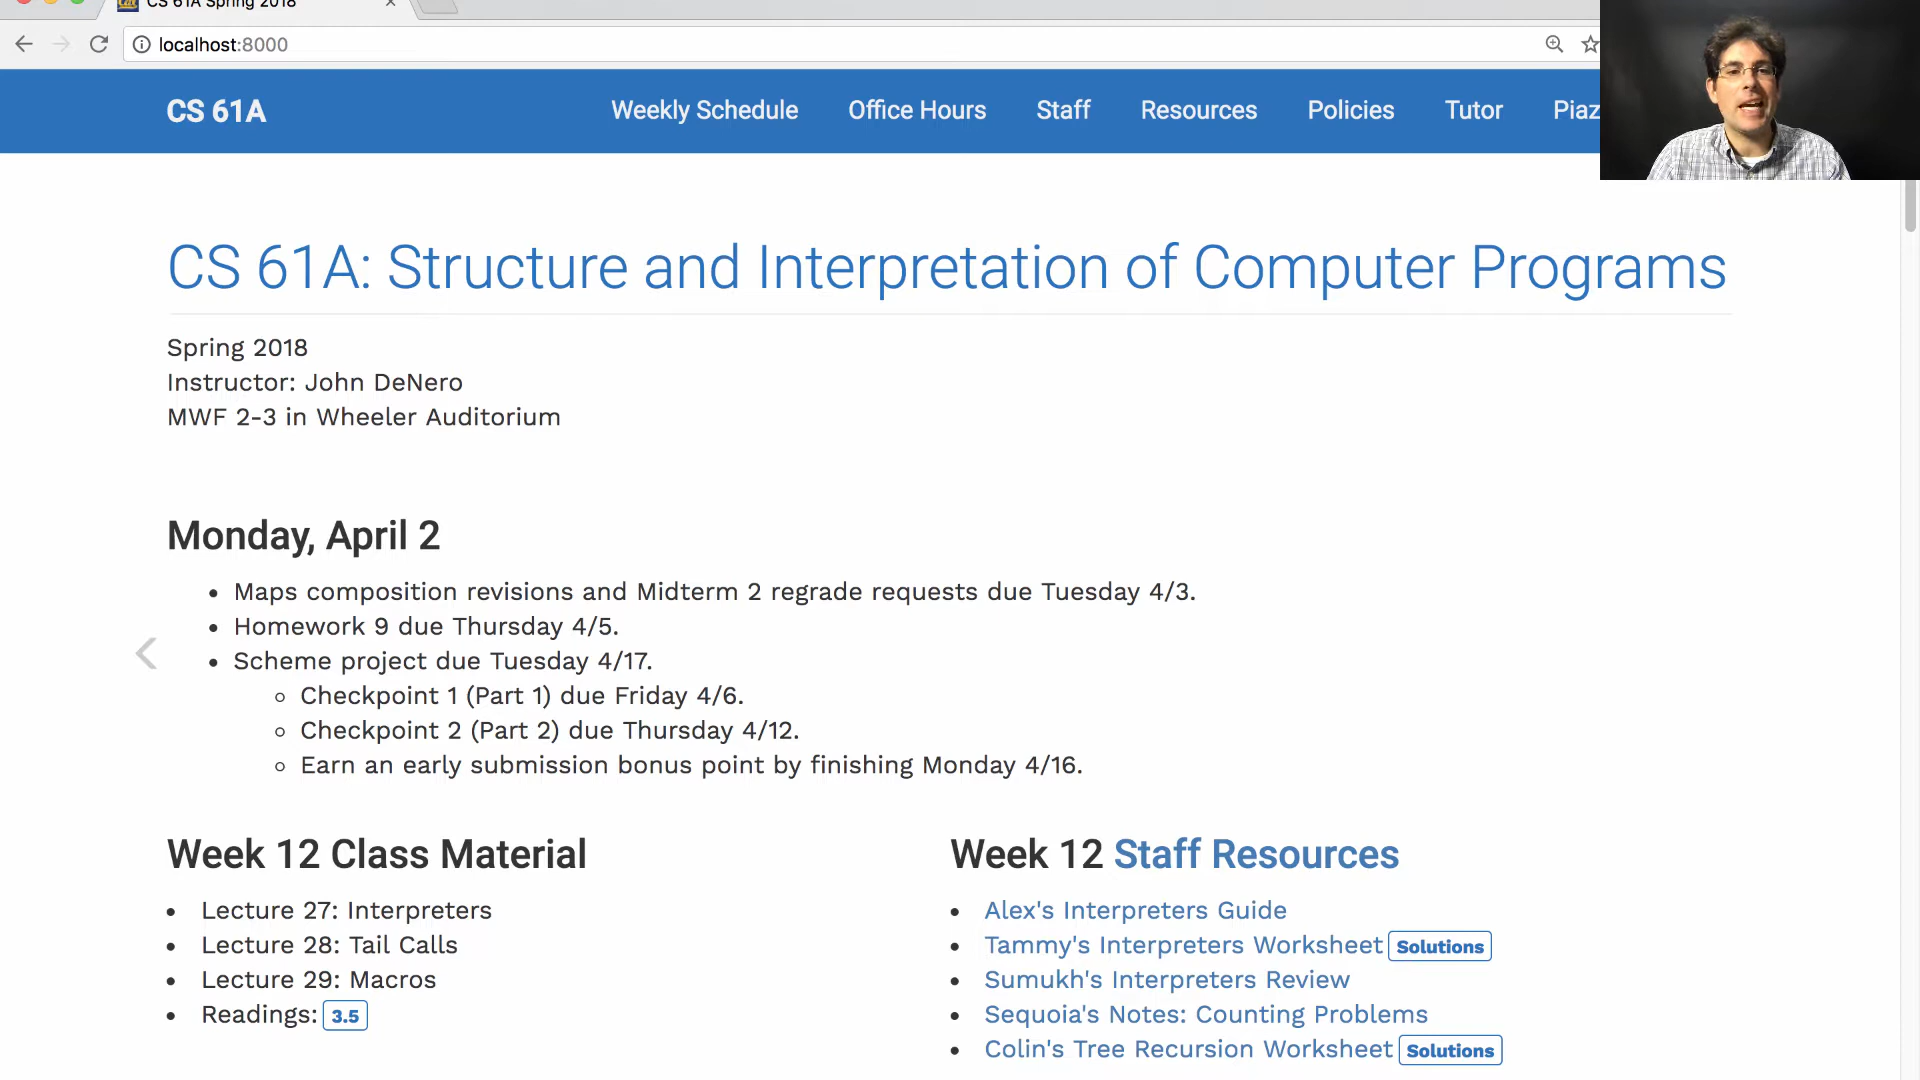 CS 61A Spring 2018
localhost:8000
CS 61A Weekly Schedule Office Hours Staff Resources Policies Tutor Piaz
CS 61A: Structure and Interpretation of Computer Programs
Spring 2018
Instructor: John DeNero
MWF 2-3 in Wheeler Auditorium
Monday, April 2
Maps composition revisions and Midterm 2 regrade requests due Tuesday 4/3.
Homework 9 due Thursday 4/5.
Scheme project due Tuesday 4/17.
Checkpoint 1 (Part 1) due Friday 4/6.
Checkpoint 2 (Part 2) due Thursday 4/12.
Earn an early submission bonus point by finishing Monday 4/16.
Week 12 Class Material
Lecture 27: Interpreters
Lecture 28: Tail Calls
Lecture 29: Macros
Readings: 3.5
Week 12 Staff Resources
Alex's Interpreters Guide
Tammy's Interpreters Worksheet Solutions
Sumukh's Interpreters Review
Sequoia's Notes: Counting Problems
Colin's Tree Recursion Worksheet Solutions